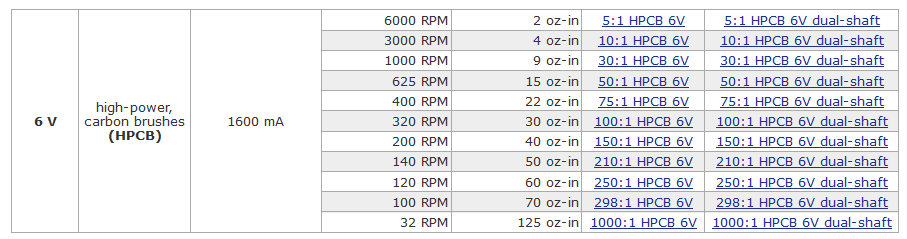 6000 RPM 2 oz-in 5:1 HPCB 6V 5:1 HPCB 6V dual-shaft
3000 RPM 4 oz-in 10:1 HPCB 6V 10:1 HPCB 6V dual-shaft
1000 RPM 9 oz-in 30:1 HPCB 6V 30:1 HPCB 6V dual-shaft
625 RPM 15 oz-in 50:1 HPCB 6V 50:1 HPCB 6V dual-shaft
high-power,
400 RPM 22 oz-in 75:1 HPCB 6V 75:1 HPCB 6V dual-shaft
6 V carbon brushes 1600 mA 320 RPM 30 oz-in 100:1 HPCB 6V 100:1 HPCB 6V dual-shaft
(HPCB)
200 RPM 40 oz-in 150:1 HPCB 6V 150:1 HPCB 6V dual-shaft
140 RPM 50 oz-in 210:1 HPCB 6V 210:1 HPCB 6V dual-shaft
120 RPM 60 oz-in 250:1 HPCB 6V 250:1 HPCB 6V dual-shaft
100 RPM 70 oz-in 298:1 HPCB 6V 298:1 HPCB 6V dual-shaft
32 RPM 125 oz-in 1000:1 HPCB 6V 1000:1 HPCB 6V dual-shaft